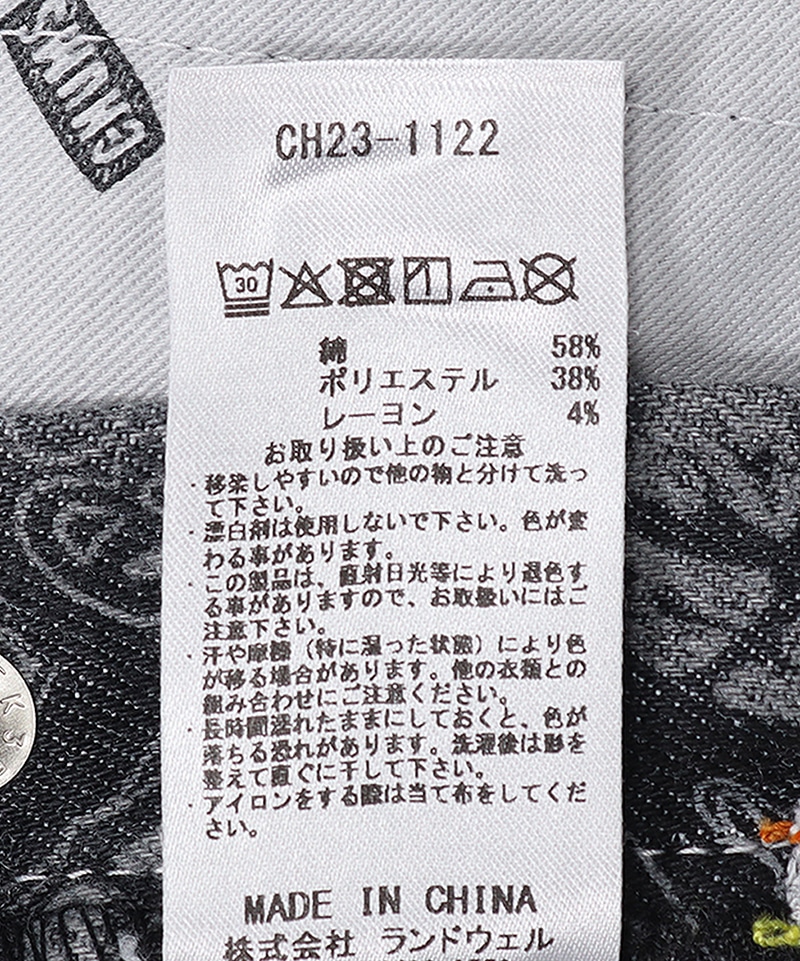 CHUMS
CH23-1122
30
綿 58%
ポリエステル 38%
レーヨン 4%
お取り扱い上のご注意
・移染しやすいので他の物と分けて洗っ
て下さい。
・漂白剤は使用しないで下さい。色が変
わる事があります。
・この製品は、直射日光等により退色す
る事がありますので、お取扱いにはご
注意下さい。
・汗や摩擦（特に湿った状態）により色
が移る場合があります。他の衣類との
組み合わせにご注意ください。
・長時間濡れたままにしておくと、色が
落ちる恐れがあります。洗濯後は形を
整えて直ぐに干して下さい。
・アイロンをする際は当て布をしてくだ
さい。
MADE IN CHINA
株式会社 ランドウェル